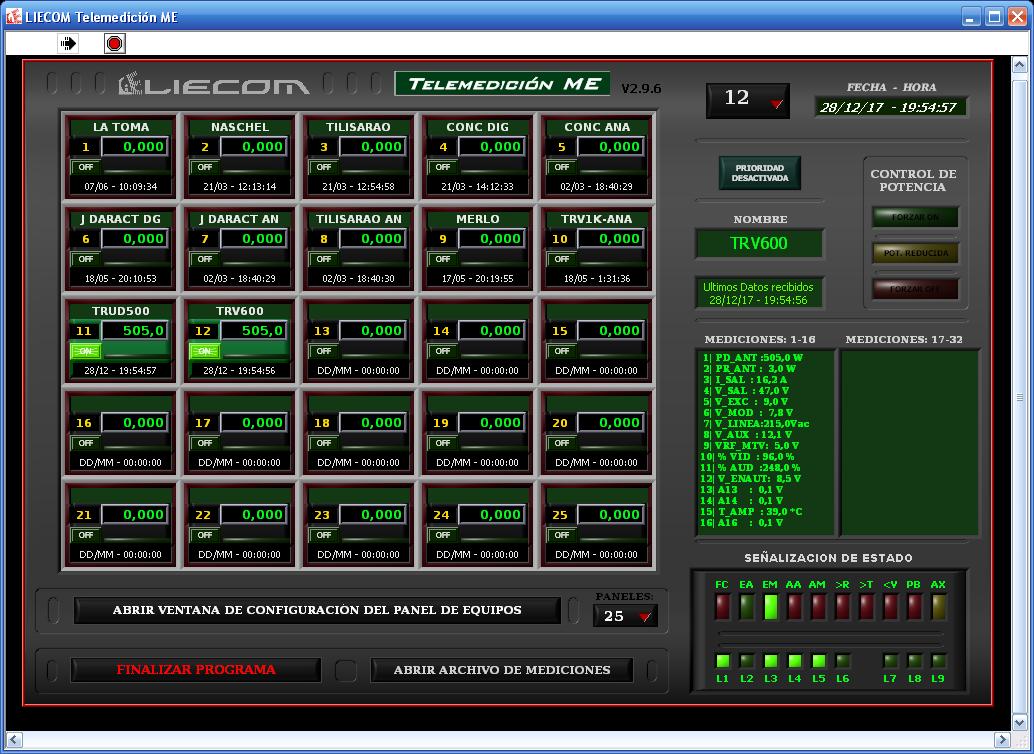 LIECOM Telemedición ME
LIECOM
TELEMEDICIÓN ME
V2.9.6
12
FECHA - HORA
28/12/17 - 19:54:57
LA TOMA
1 0,000
OFF
07/06 - 10:09:34
NASCHEL
2 0,000
OFF
21/03 - 12:13:14
TILISARAO
3 0,000
OFF
21/03 - 12:54:58
CONC DIG
4 0,000
OFF
21/03 - 14:12:33
CONC ANA
5 0,000
OFF
02/03 - 18:40:29
J DARACT DG
6 0,000
OFF
18/05 - 20:10:53
J DARACT AN
7 0,000
OFF
02/03 - 18:40:29
TILISARAO AN
8 0,000
OFF
02/03 - 18:40:30
MERLO
9 0,000
OFF
17/05 - 20:19:55
TRV1K-ANA
10 0,000
OFF
18/05 - 1:31:36
TRUD500
11 505,0
ON
28/12 - 19:54:57
TRV600
12 505,0
ON
28/12 - 19:54:56
13 0,000
OFF
DD/MM - 00:00:00
14 0,000
OFF
DD/MM - 00:00:00
15 0,000
OFF
DD/MM - 00:00:00
16 0,000
OFF
DD/MM - 00:00:00
17 0,000
OFF
DD/MM - 00:00:00
18 0,000
OFF
DD/MM - 00:00:00
19 0,000
OFF
DD/MM - 00:00:00
20 0,000
OFF
DD/MM - 00:00:00
21 0,000
OFF
DD/MM - 00:00:00
22 0,000
OFF
DD/MM - 00:00:00
23 0,000
OFF
DD/MM - 00:00:00
24 0,000
OFF
DD/MM - 00:00:00
25 0,000
OFF
DD/MM - 00:00:00
ABRIR VENTANA DE CONFIGURACIÓN DEL PANEL DE EQUIPOS
PANELES:
25
FINALIZAR PROGRAMA
ABRIR ARCHIVO DE MEDICIONES
PRIORIDAD
DESACTIVADA
NOMBRE
TRV600
Ultimos Datos recibidos
28/12/17 - 19:54:56
CONTROL DE
POTENCIA
FORZAR ON
POT. REDUCIDA
FORZAR OFF
MEDICIONES: 1-16
1| PD_ANT :505,0 W
2| PR_ANT : 3,0 W
3| I_SAL : 16,2 A
4| V_SAL : 47,0 V
5| V_EXC : 9,0 V
6| V_MOD : 7,8 V
7| V_LINEA:215,0Vac
8| V_AUX : 12,1 V
9| VRF_MTV: 5,0 V
10| % VID : 96,0 %
11| % AUD :248,0 %
12| V_ENAUT: 8,5 V
13| A13 : 0,1 V
14| A14 : 0,1 V
15| T_AMP : 39,0 °C
16| A16 : 0,1 V
MEDICIONES: 17-32
SEÑALIZACION DE ESTADO
FC EA EM AA AM >R >T <V PB AX
L1 L2 L3 L4 L5 L6 L7 L8 L9